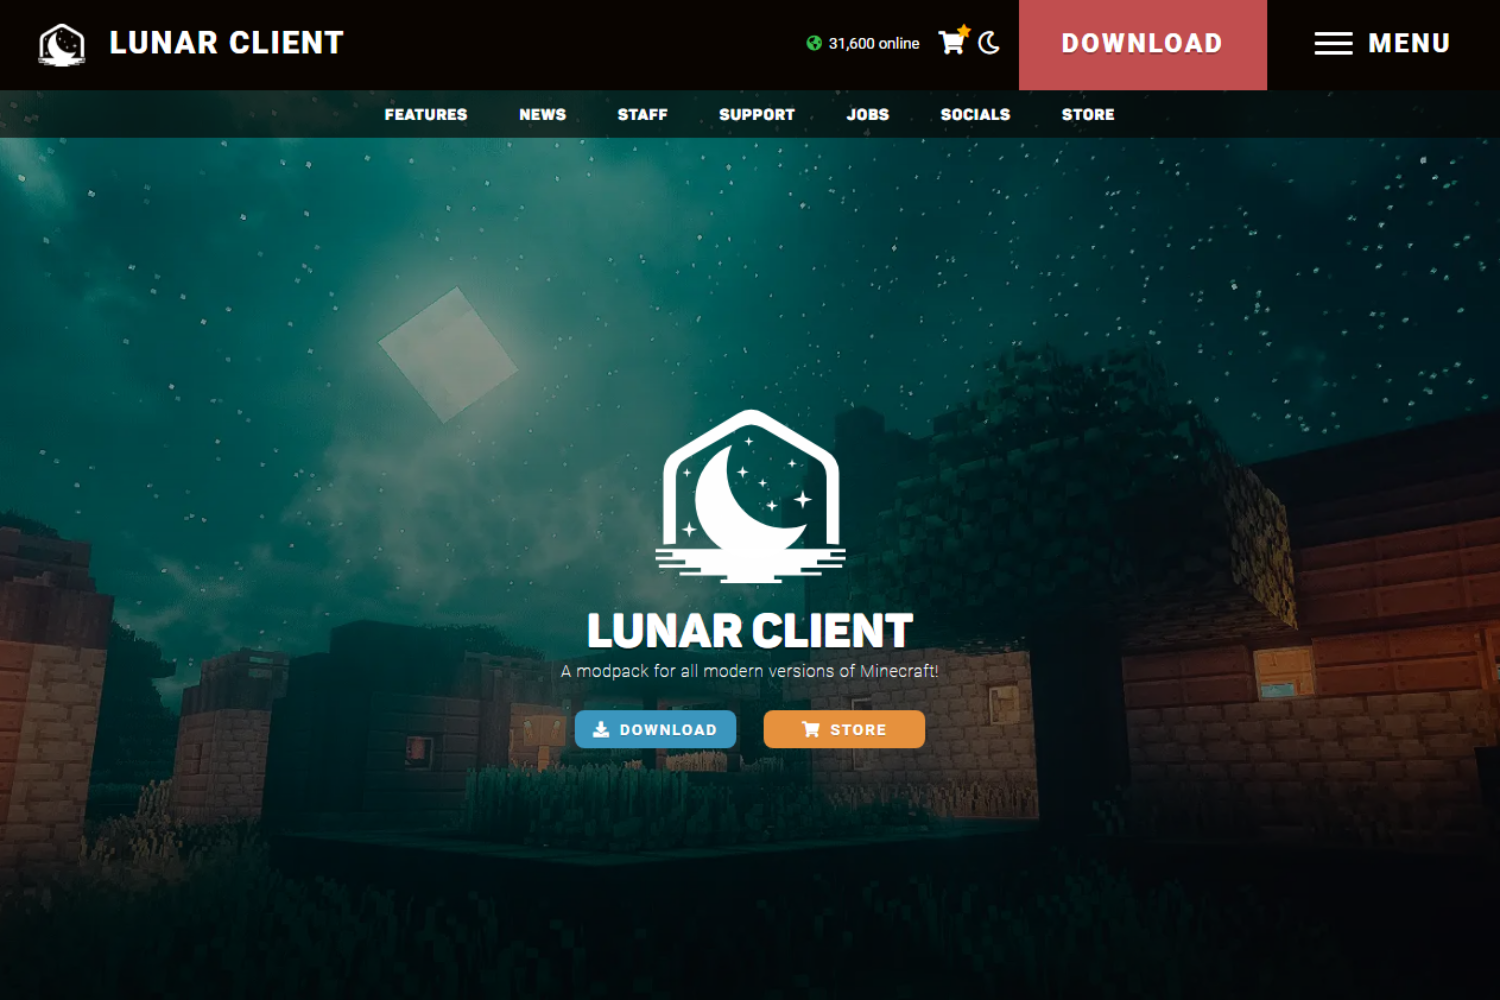 LUNAR CLIENT
31,600 online
DOWNLOAD
MENU
FEATURES
NEWS
STAFF
SUPPORT
JOBS
SOCIALS
STORE
LUNAR CLIENT
A modpack for all modern versions of Minecraft!
DOWNLOAD
STORE